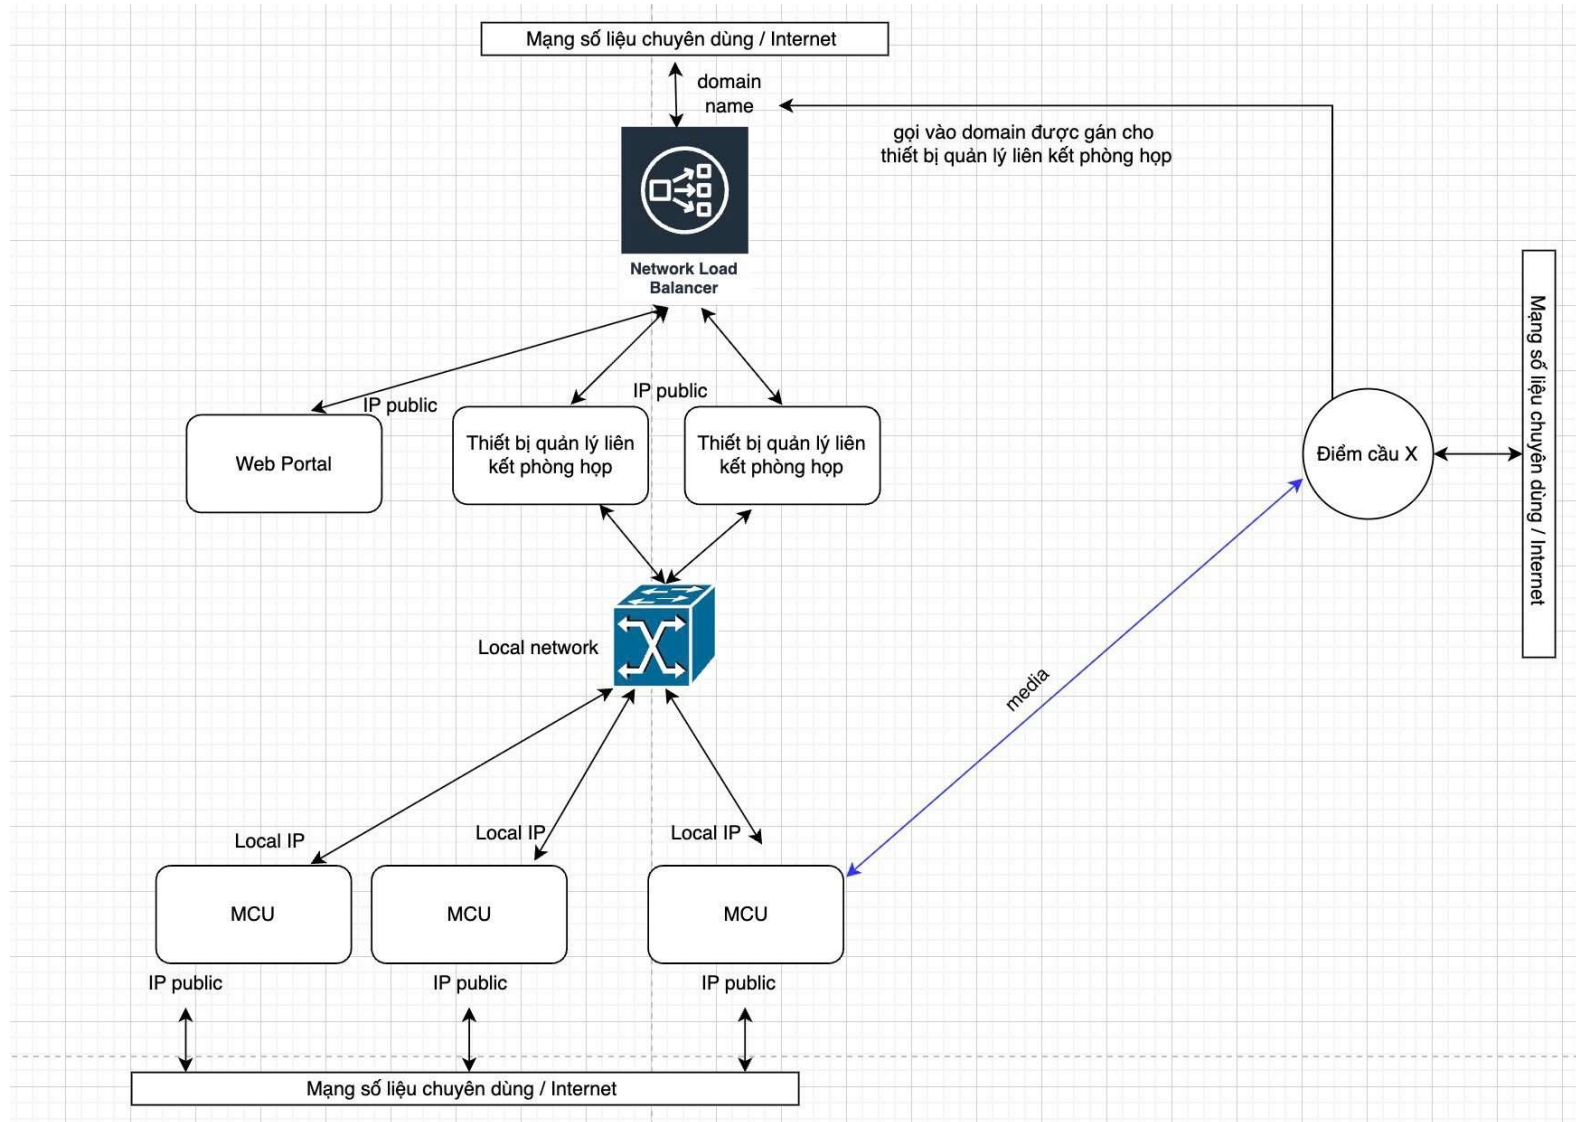 Mạng số liệu chuyên dùng / Internet
domain
name
gọi vào domain được gán cho
thiết bị quản lý liên kết phòng họp
Network Load
Balancer
IP public
IP public
Web Portal
Thiết bị quản lý liên
kết phòng họp
Thiết bị quản lý liên
kết phòng họp
Điểm cầu X
Mạng số liệu chuyên dùng / Internet
Local network
media
Local IP
Local IP
Local IP
MCU
MCU
MCU
IP public
IP public
IP public
Mạng số liệu chuyên dùng / Internet